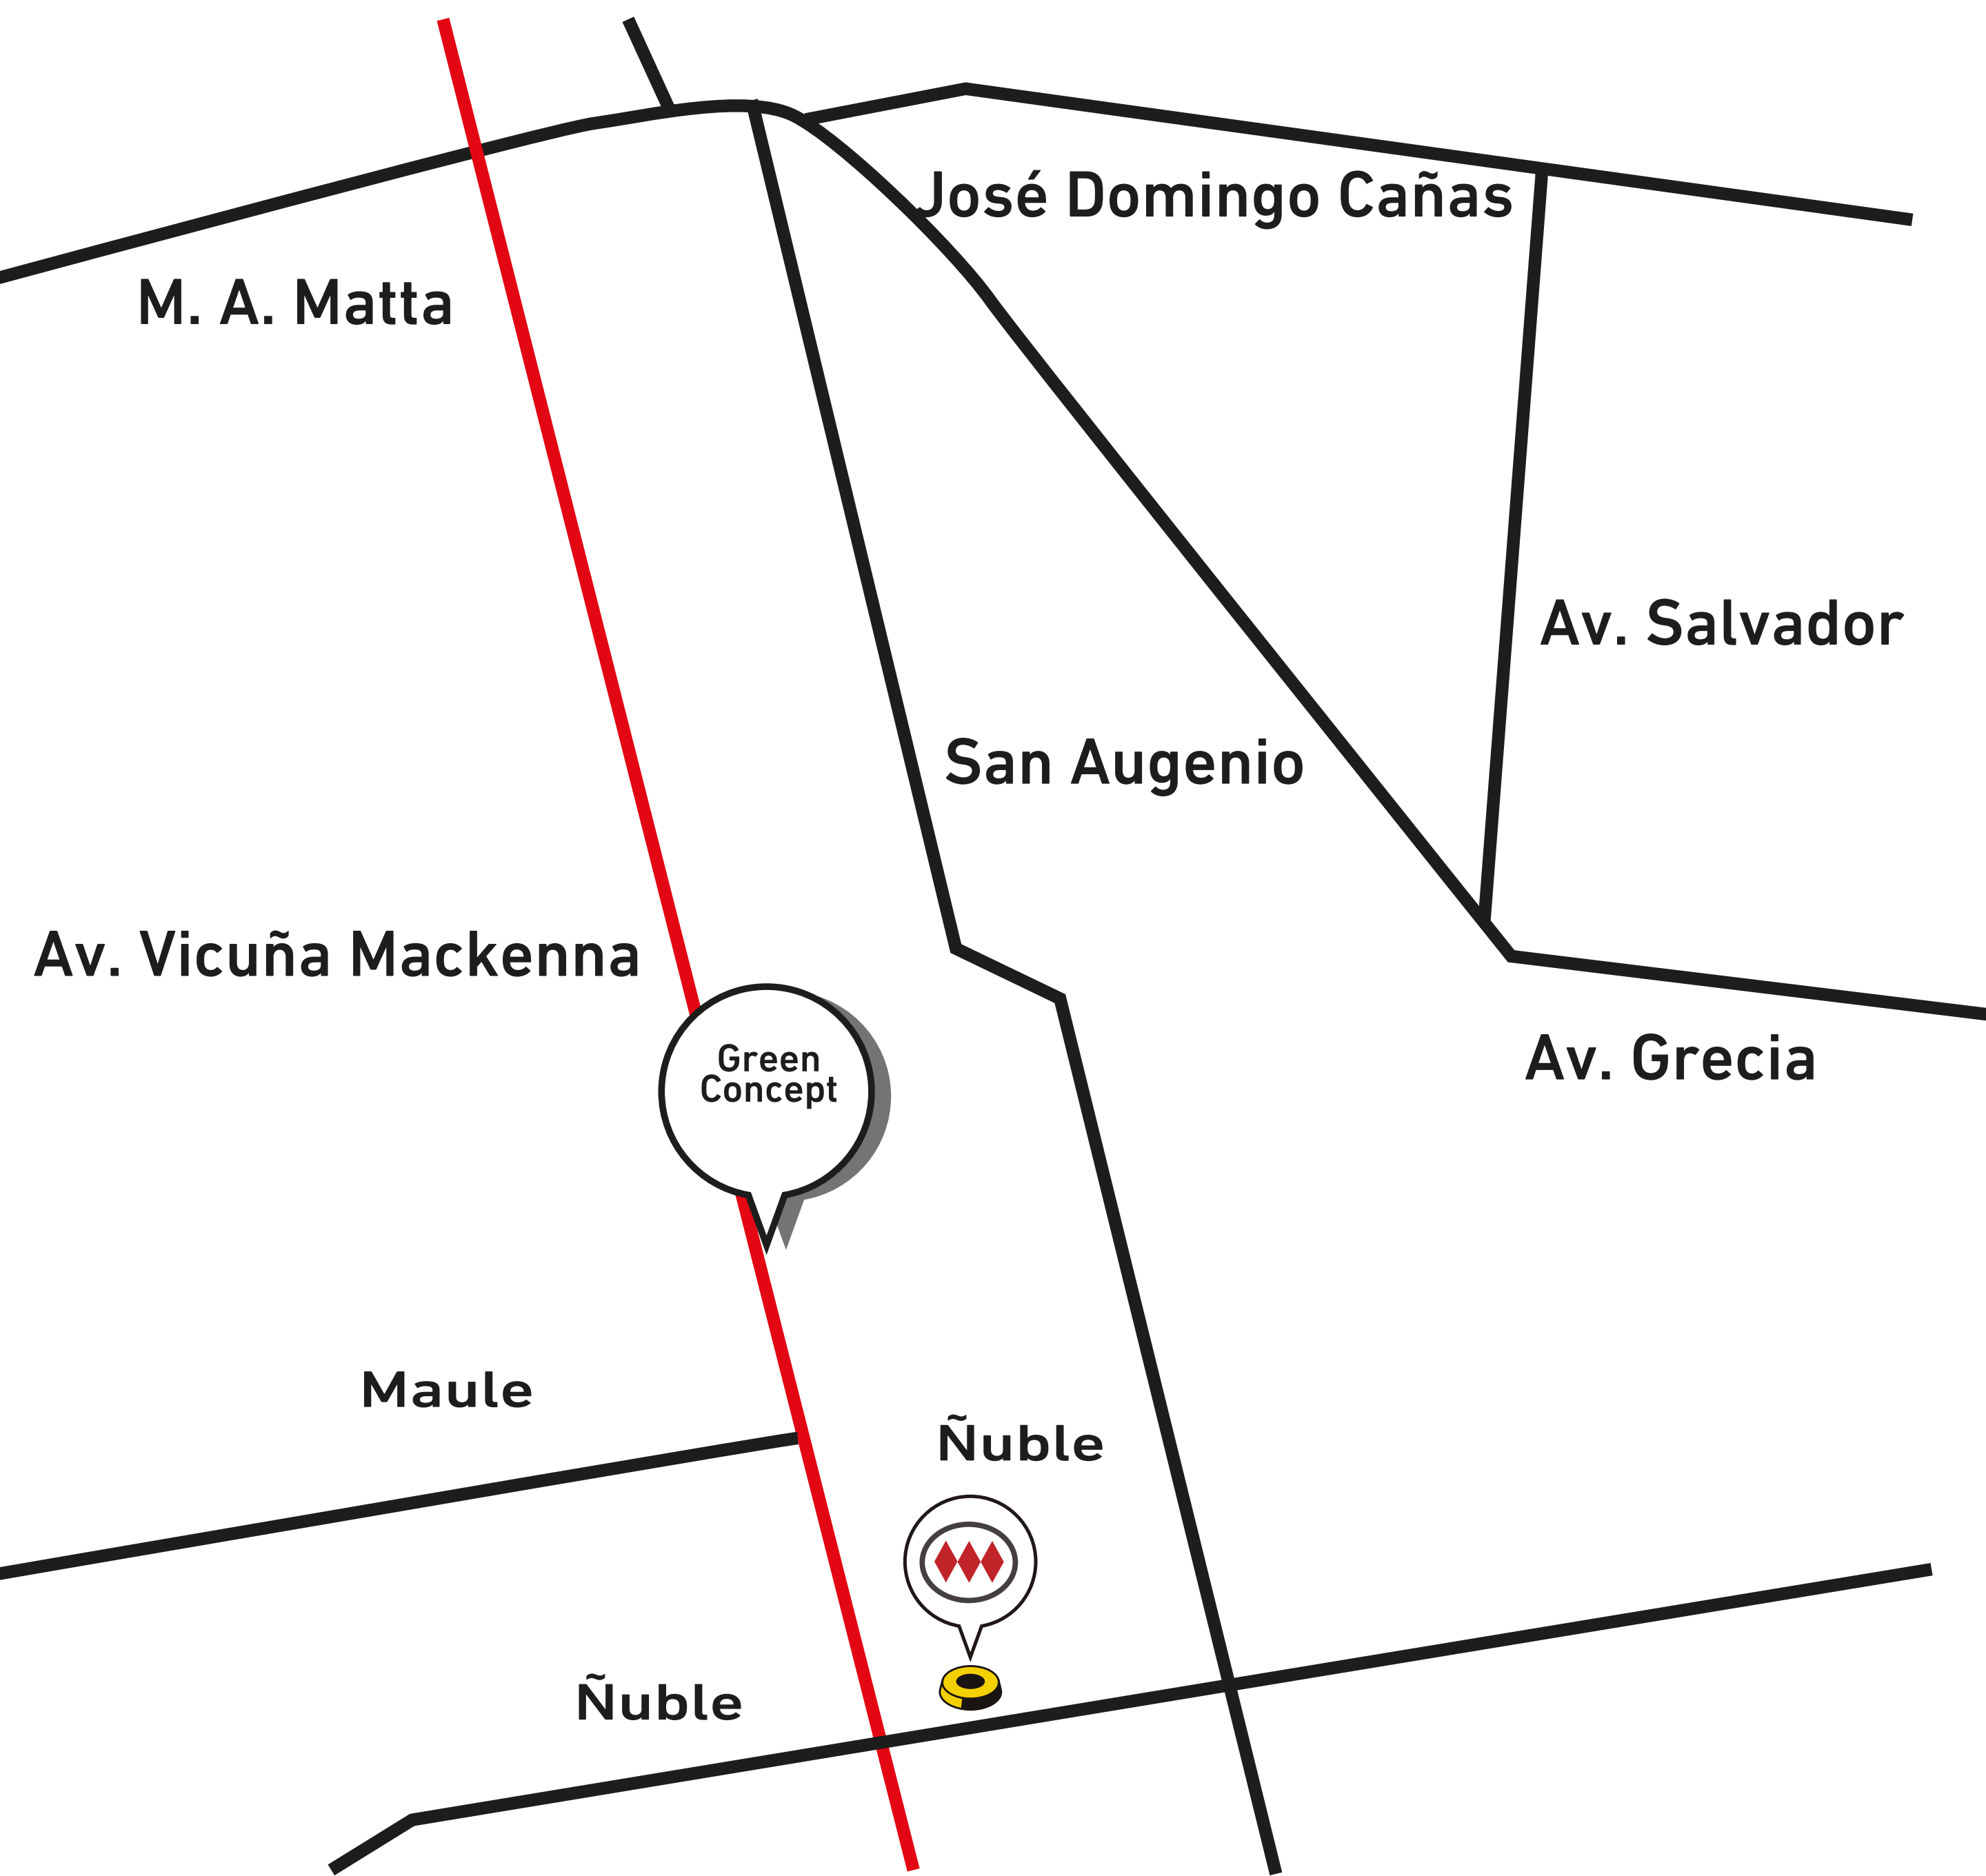 José Domingo Cañas
M. A. Matta
Av. Salvador
San Augenio
Av. Vicuña Mackenna
Av. Grecia
Green
Concept
Maule
Ñuble
Ñuble